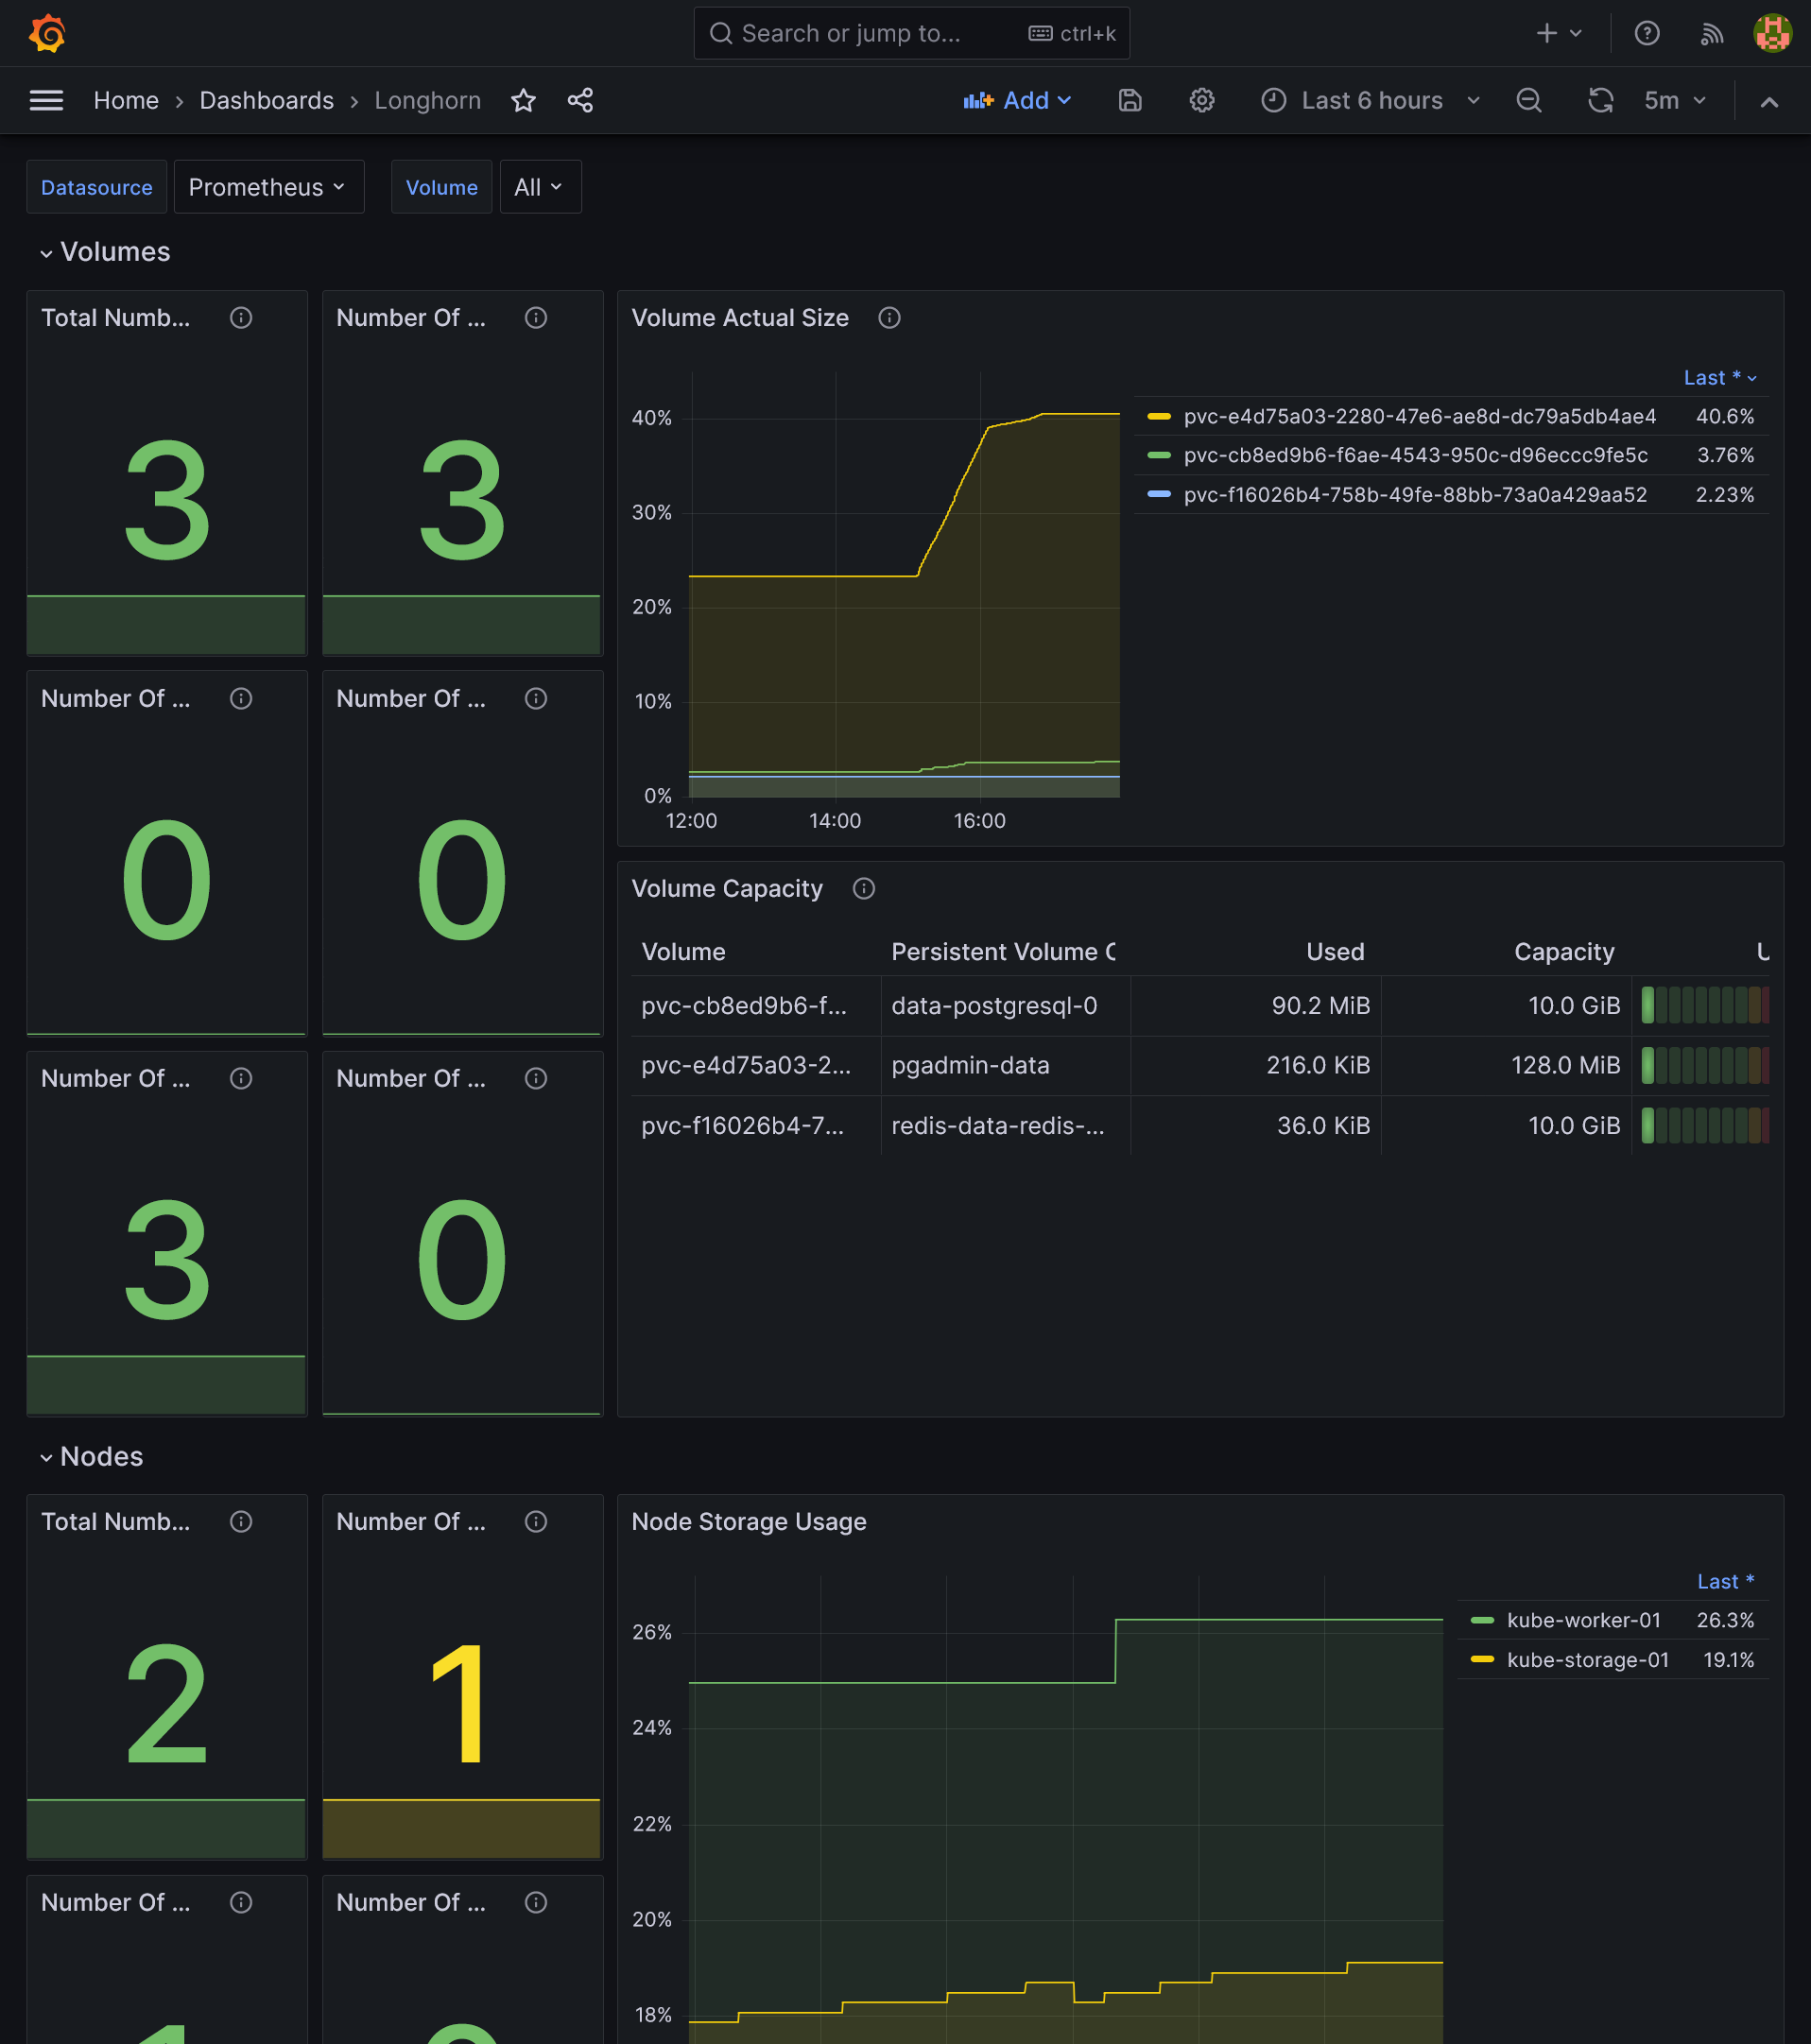 Search or jump to... ctrl+k
Home › Dashboards › Longhorn Add Last 6 hours 5m
Datasource Prometheus Volume All
Volumes
Total Numb...
3
Number Of ...
3
Number Of ...
0
Number Of ...
0
Number Of ...
3
Number Of ...
0
Volume Actual Size
40%
30%
20%
10%
0%
12:00 14:00 16:00
Last *
pvc-e4d75a03-2280-47e6-ae8d-dc79a5db4ae4 40.6%
pvc-cb8ed9b6-f6ae-4543-950c-d96eccc9fe5c 3.76%
pvc-f16026b4-758b-49fe-88bb-73a0a429aa52 2.23%
Volume Capacity
Volume Persistent Volume C Used Capacity U
pvc-cb8ed9b6-f... data-postgresql-0 90.2 MiB 10.0 GiB
pvc-e4d75a03-2... pgadmin-data 216.0 KiB 128.0 MiB
pvc-f16026b4-7... redis-data-redis-... 36.0 KiB 10.0 GiB
Nodes
Total Numb...
2
Number Of ...
1
Number Of ...
Number Of ...
Node Storage Usage
26%
24%
22%
20%
18%
Last *
kube-worker-01 26.3%
kube-storage-01 19.1%